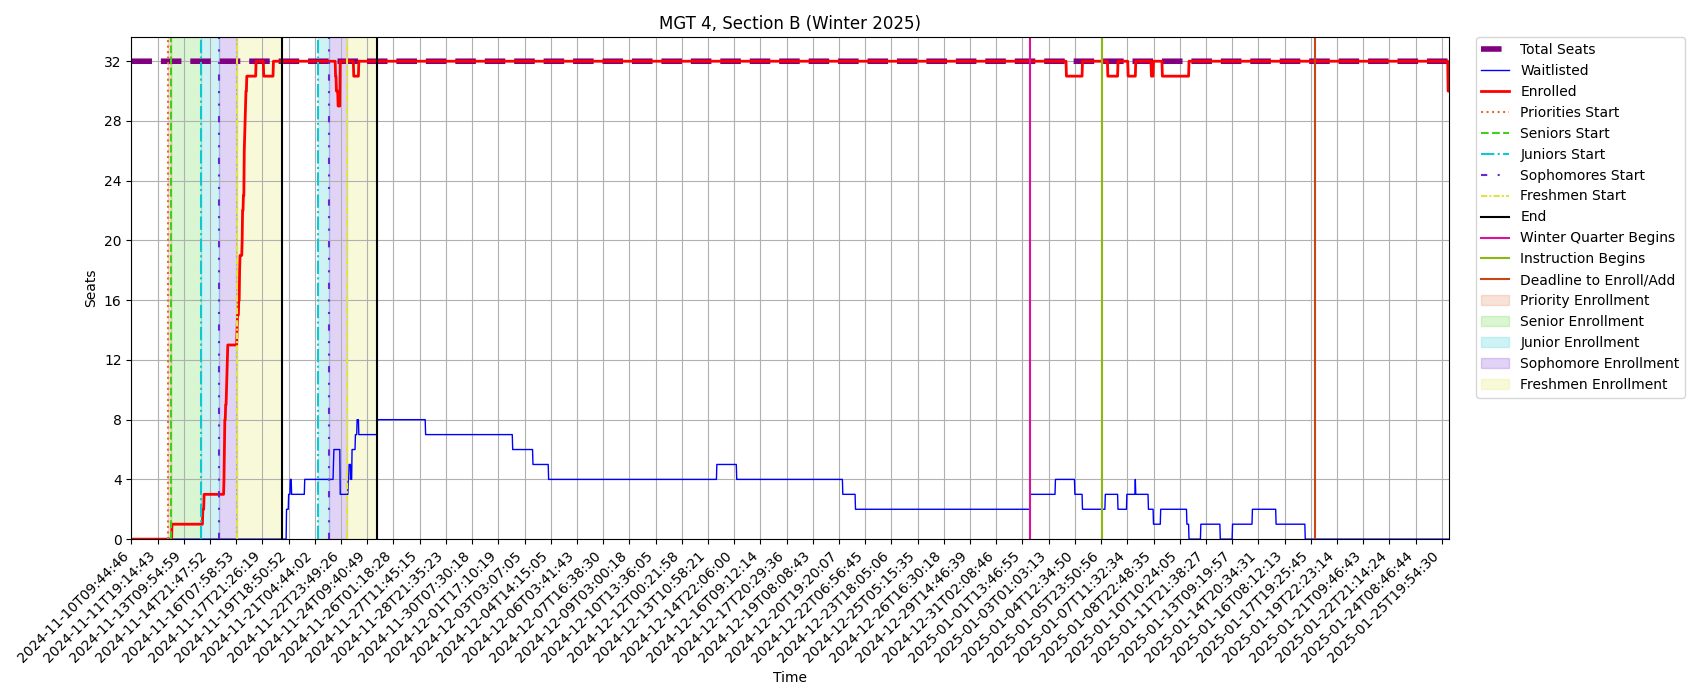 MGT 4, Section B (Winter 2025)
Seats
32
28
24
20
16
12
8
4
0
2024-11-10T09:44:46
2024-11-11T19:14:43
2024-11-13T09:54:59
2024-11-14T21:47:52
2024-11-16T07:58:53
2024-11-17T21:26:19
2024-11-19T18:50:52
2024-11-21T04:44:02
2024-11-22T23:49:26
2024-11-24T09:40:49
2024-11-26T01:18:28
2024-11-27T11:45:15
2024-11-28T21:35:23
2024-11-30T07:30:18
2024-12-01T17:10:19
2024-12-03T03:07:05
2024-12-04T14:15:05
2024-12-06T03:41:43
2024-12-07T16:38:30
2024-12-09T03:00:18
2024-12-10T13:36:05
2024-12-12T00:21:58
2024-12-13T10:58:21
2024-12-14T22:06:00
2024-12-16T09:12:14
2024-12-17T20:29:36
2024-12-19T08:08:43
2024-12-20T19:20:07
2024-12-22T06:56:45
2024-12-23T18:05:06
2024-12-25T05:15:35
2024-12-26T16:30:18
2024-12-29T14:46:39
2024-12-31T02:08:46
2025-01-01T13:46:55
2025-01-03T01:03:13
2025-01-04T12:34:50
2025-01-05T23:50:56
2025-01-07T11:32:34
2025-01-08T22:48:35
2025-01-10T10:24:05
2025-01-11T21:38:27
2025-01-13T09:19:57
2025-01-14T20:34:31
2025-01-16T08:12:13
2025-01-17T19:25:45
2025-01-19T22:23:14
2025-01-21T09:46:43
2025-01-22T21:14:24
2025-01-24T08:46:44
2025-01-25T19:54:30
Time
Total Seats
Waitlisted
Enrolled
Priorities Start
Seniors Start
Juniors Start
Sophomores Start
Freshmen Start
End
Winter Quarter Begins
Instruction Begins
Deadline to Enroll/Add
Priority Enrollment
Senior Enrollment
Junior Enrollment
Sophomore Enrollment
Freshmen Enrollment